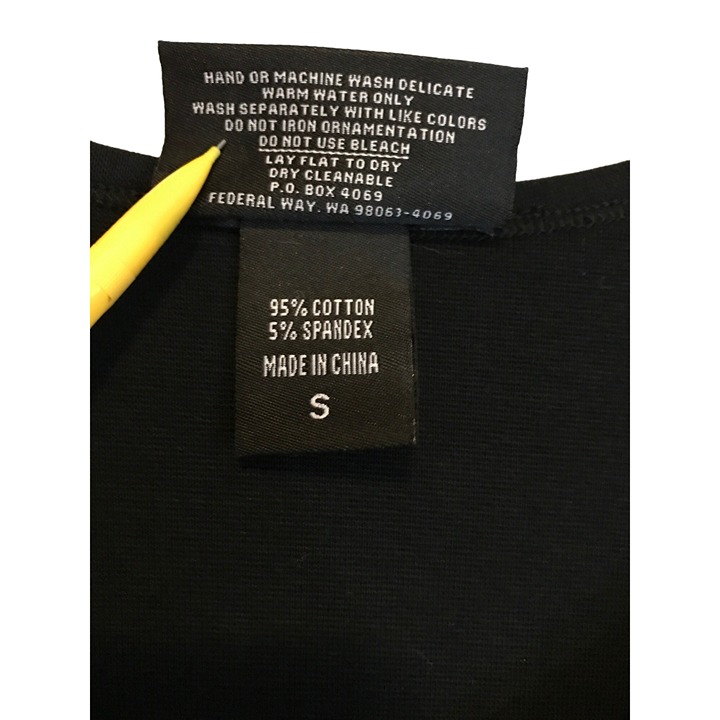 HAND OR MACHINE WASH DELICATE
WARM WATER ONLY
WASH SEPARATELY WITH LIKE COLORS
DO NOT IRON ORNAMENTATION
DO NOT USE BLEACH
LAY FLAT TO DRY
DRY CLEANABLE
P.O. BOX 4069
FEDERAL WAY, WA 98063-4069
95% COTTON
5% SPANDEX
MADE IN CHINA
S